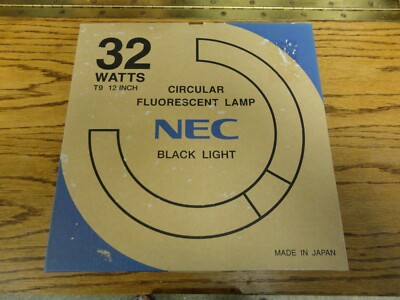 32
WATTS
T9 12 INCH
CIRCULAR
FLUORESCENT LAMP
NEC
BLACK LIGHT
MADE IN JAPAN